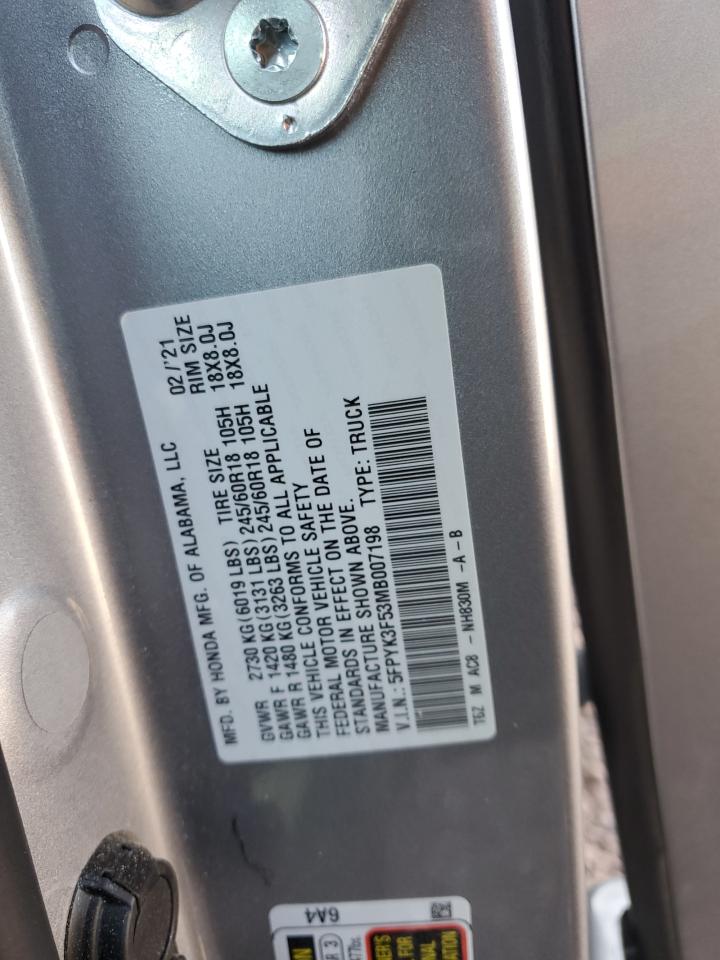 MFD. BY HONDA MFG. OF ALABAMA, LLC 02/'21
TIRE SIZE RIM SIZE
GVWR 2730 KG(6019 LBS)
GAWR F 1420 KG(3131 LBS) 245/60R18 105H 18X8.0J
GAWR R 1480 KG(3263 LBS) 245/60R18 105H 18X8.0J
THIS VEHICLE CONFORMS TO ALL APPLICABLE
FEDERAL MOTOR VEHICLE SAFETY
STANDARDS IN EFFECT ON THE DATE OF
MANUFACTURE SHOWN ABOVE.
V.I.N.: 5FPYK3F53MB007198 TYPE: TRUCK
T6Z M AC8 - NH830M -A-B
6A4